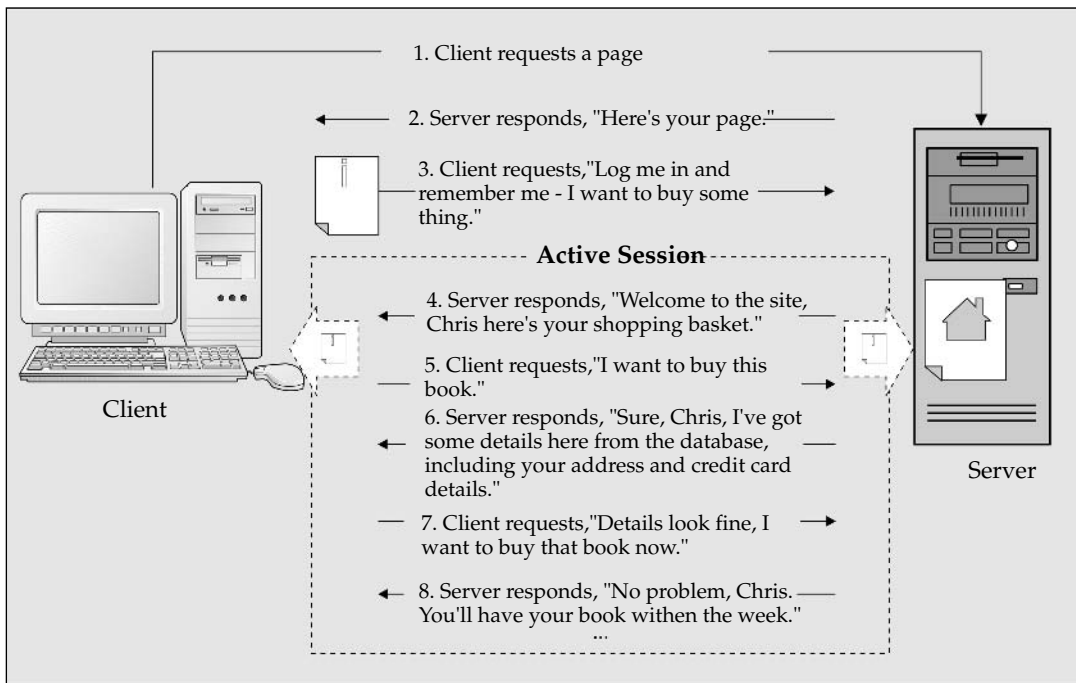 1. Client requests a page
2. Server responds, "Here's your page."
3. Client requests,"Log me in and
remember me - I want to buy some
thing."
Active Session
4. Server responds, "Welcome to the site,
Chris here's your shopping basket."
5. Client requests,"I want to buy this
book."
6. Server responds, "Sure, Chris, I've got
some details here from the database,
including your address and credit card
details."
7. Client requests,"Details look fine, I
want to buy that book now."
8. Server responds, "No problem, Chris.
You'll have your book withen the week."
...
Client
Server